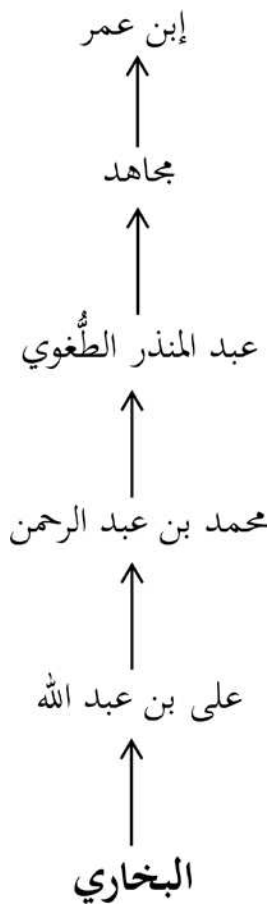 إبن عمر
مجاهد
عبد المنذر الطُّغوي
محمد بن عبد الرحمن
على بن عبد الله
البخاري